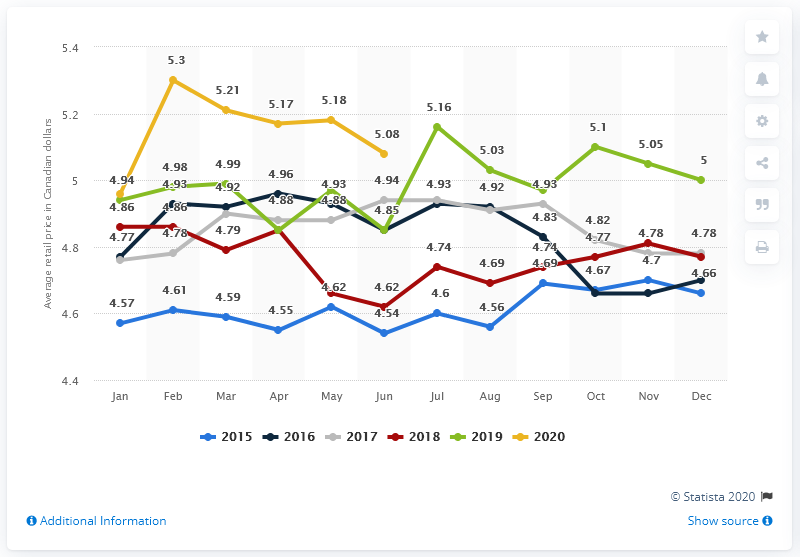 5.4
5.2
5
4.8
4.6
4.4
Average retail price in Canadian dollars
5.3
5.21
5.17 5.18
5.16
5.08
5.1
5.03
5.05
5
4.94 4.98 4.99 4.96 4.93 4.94 4.93 4.92 4.93
4.93 4.92
4.86 4.86 4.88 4.88 4.85 4.83 4.82
4.77 4.78 4.79 4.74 4.74 4.77 4.78 4.78
4.62 4.62 4.69 4.69 4.67 4.7 4.66
4.57 4.61 4.59 4.55 4.54 4.6 4.56
Jan Feb Mar Apr May Jun Jul Aug Sep Oct Nov Dec
2015 2016 2017 2018 2019 2020
© Statista 2020
Additional Information
Show source